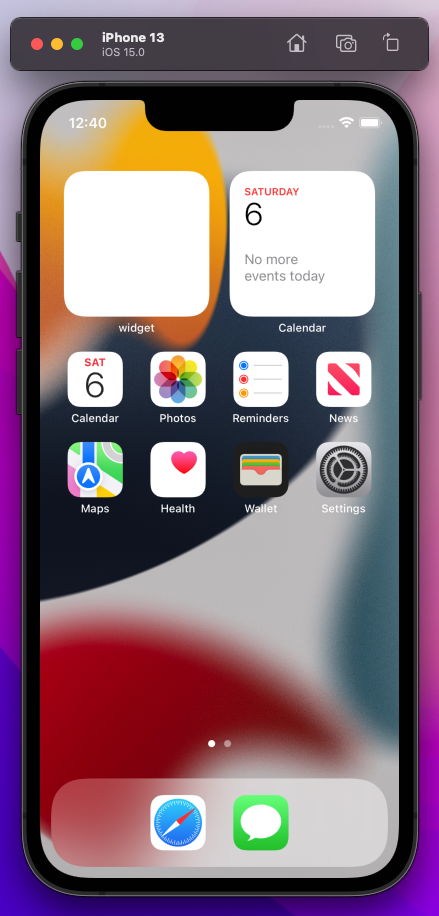 iPhone 13
iOS 15.0
12:40
SATURDAY
6
No more
events today
widget
Calendar
SAT
6
Calendar
Photos
Reminders
News
Maps
Health
Wallet
Settings